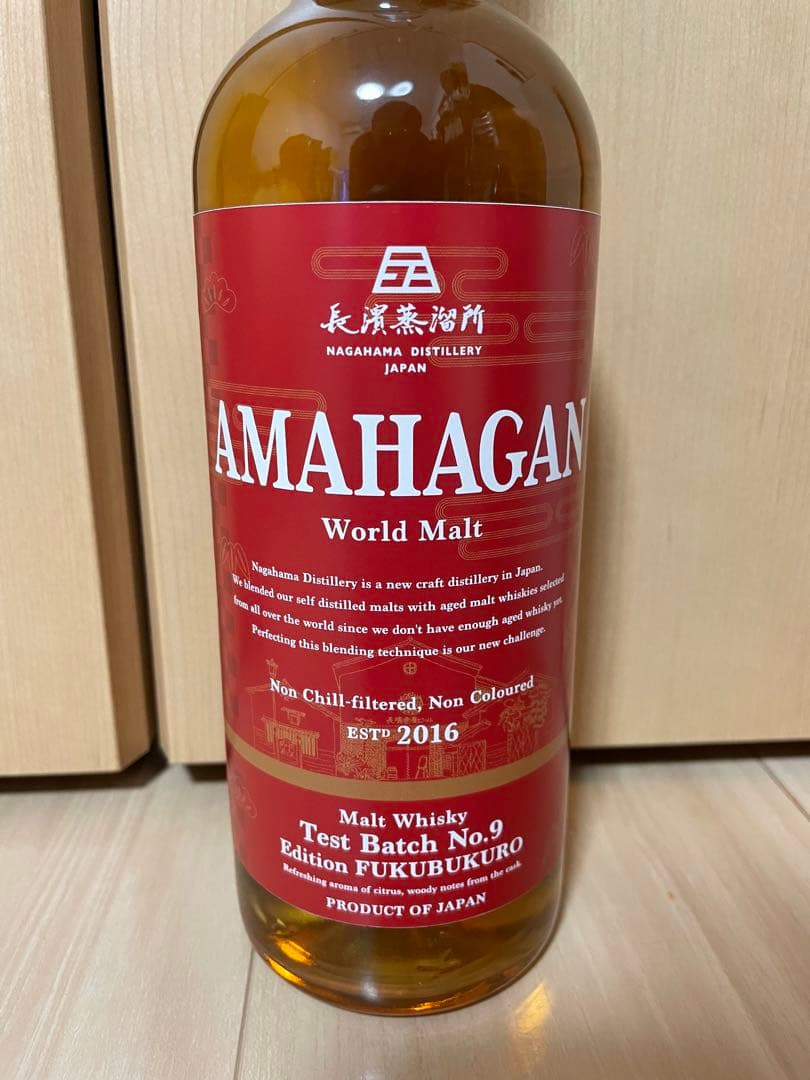 長濱蒸溜所
NAGAHAMA DISTILLERY
JAPAN
AMAHAGAN
World Malt
Nagahama Distillery is a new craft distillery in Japan.
We blended our self distilled malts with aged malt whiskies selected
from all over the world since we don't have enough aged whisky yet.
Perfecting this blending technique is our new challenge.
Non Chill-filtered, Non Coloured
ESTD 2016
Malt Whisky
Test Batch No.9
Edition FUKUBUKURO
Refreshing aroma of citrus, woody notes from the cask.
PRODUCT OF JAPAN